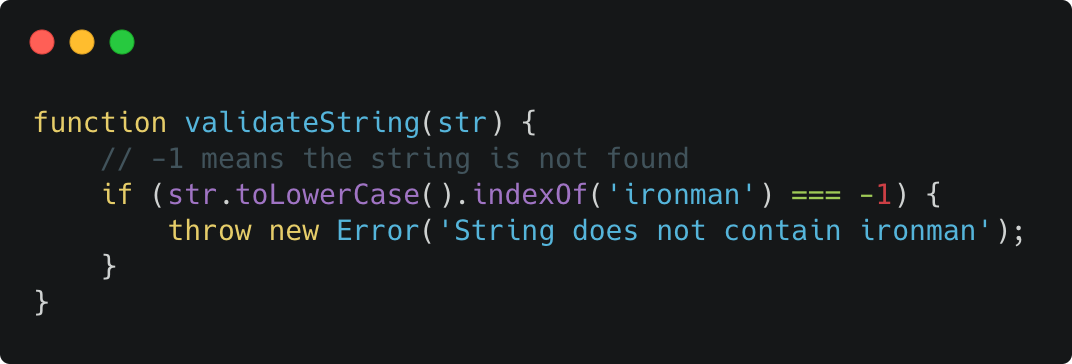 function validateString(str) {
    // -1 means the string is not found
    if (str.toLowerCase().indexOf('ironman') === -1) {
        throw new Error('String does not contain ironman');
    }
}